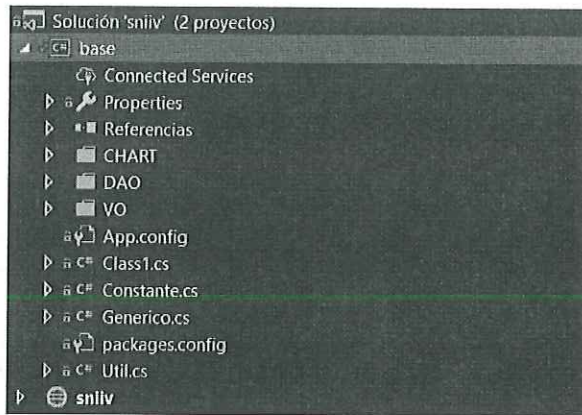 Solución 'sniiv' (2 proyectos)
C# base
Connected Services
Properties
Referencias
CHART
DAO
VO
App.config
C# Class1.cs
C# Constante.cs
C# Generico.cs
packages.config
C# Util.cs
sniiv